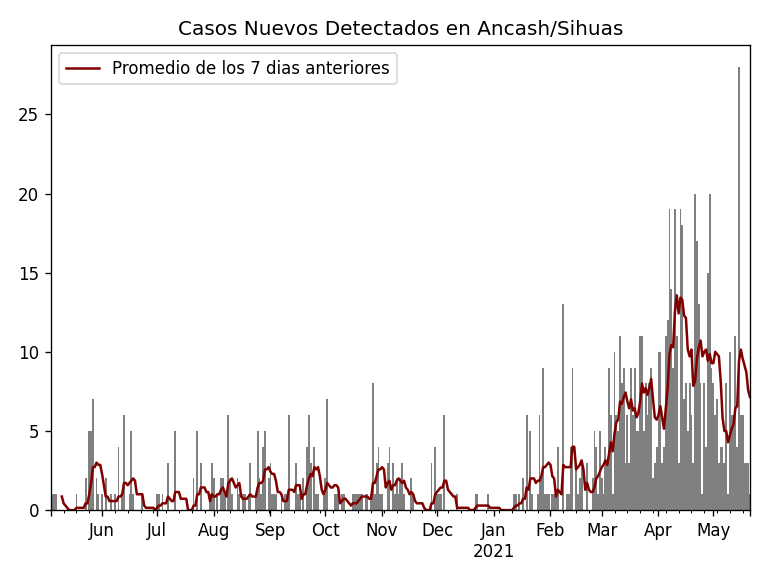 Casos Nuevos Detectados en Ancash/Sihuas
Promedio de los 7 dias anteriores
25
20
15
10
5
0
Jun Jul Aug Sep Oct Nov Dec Jan Feb Mar Apr May
2021